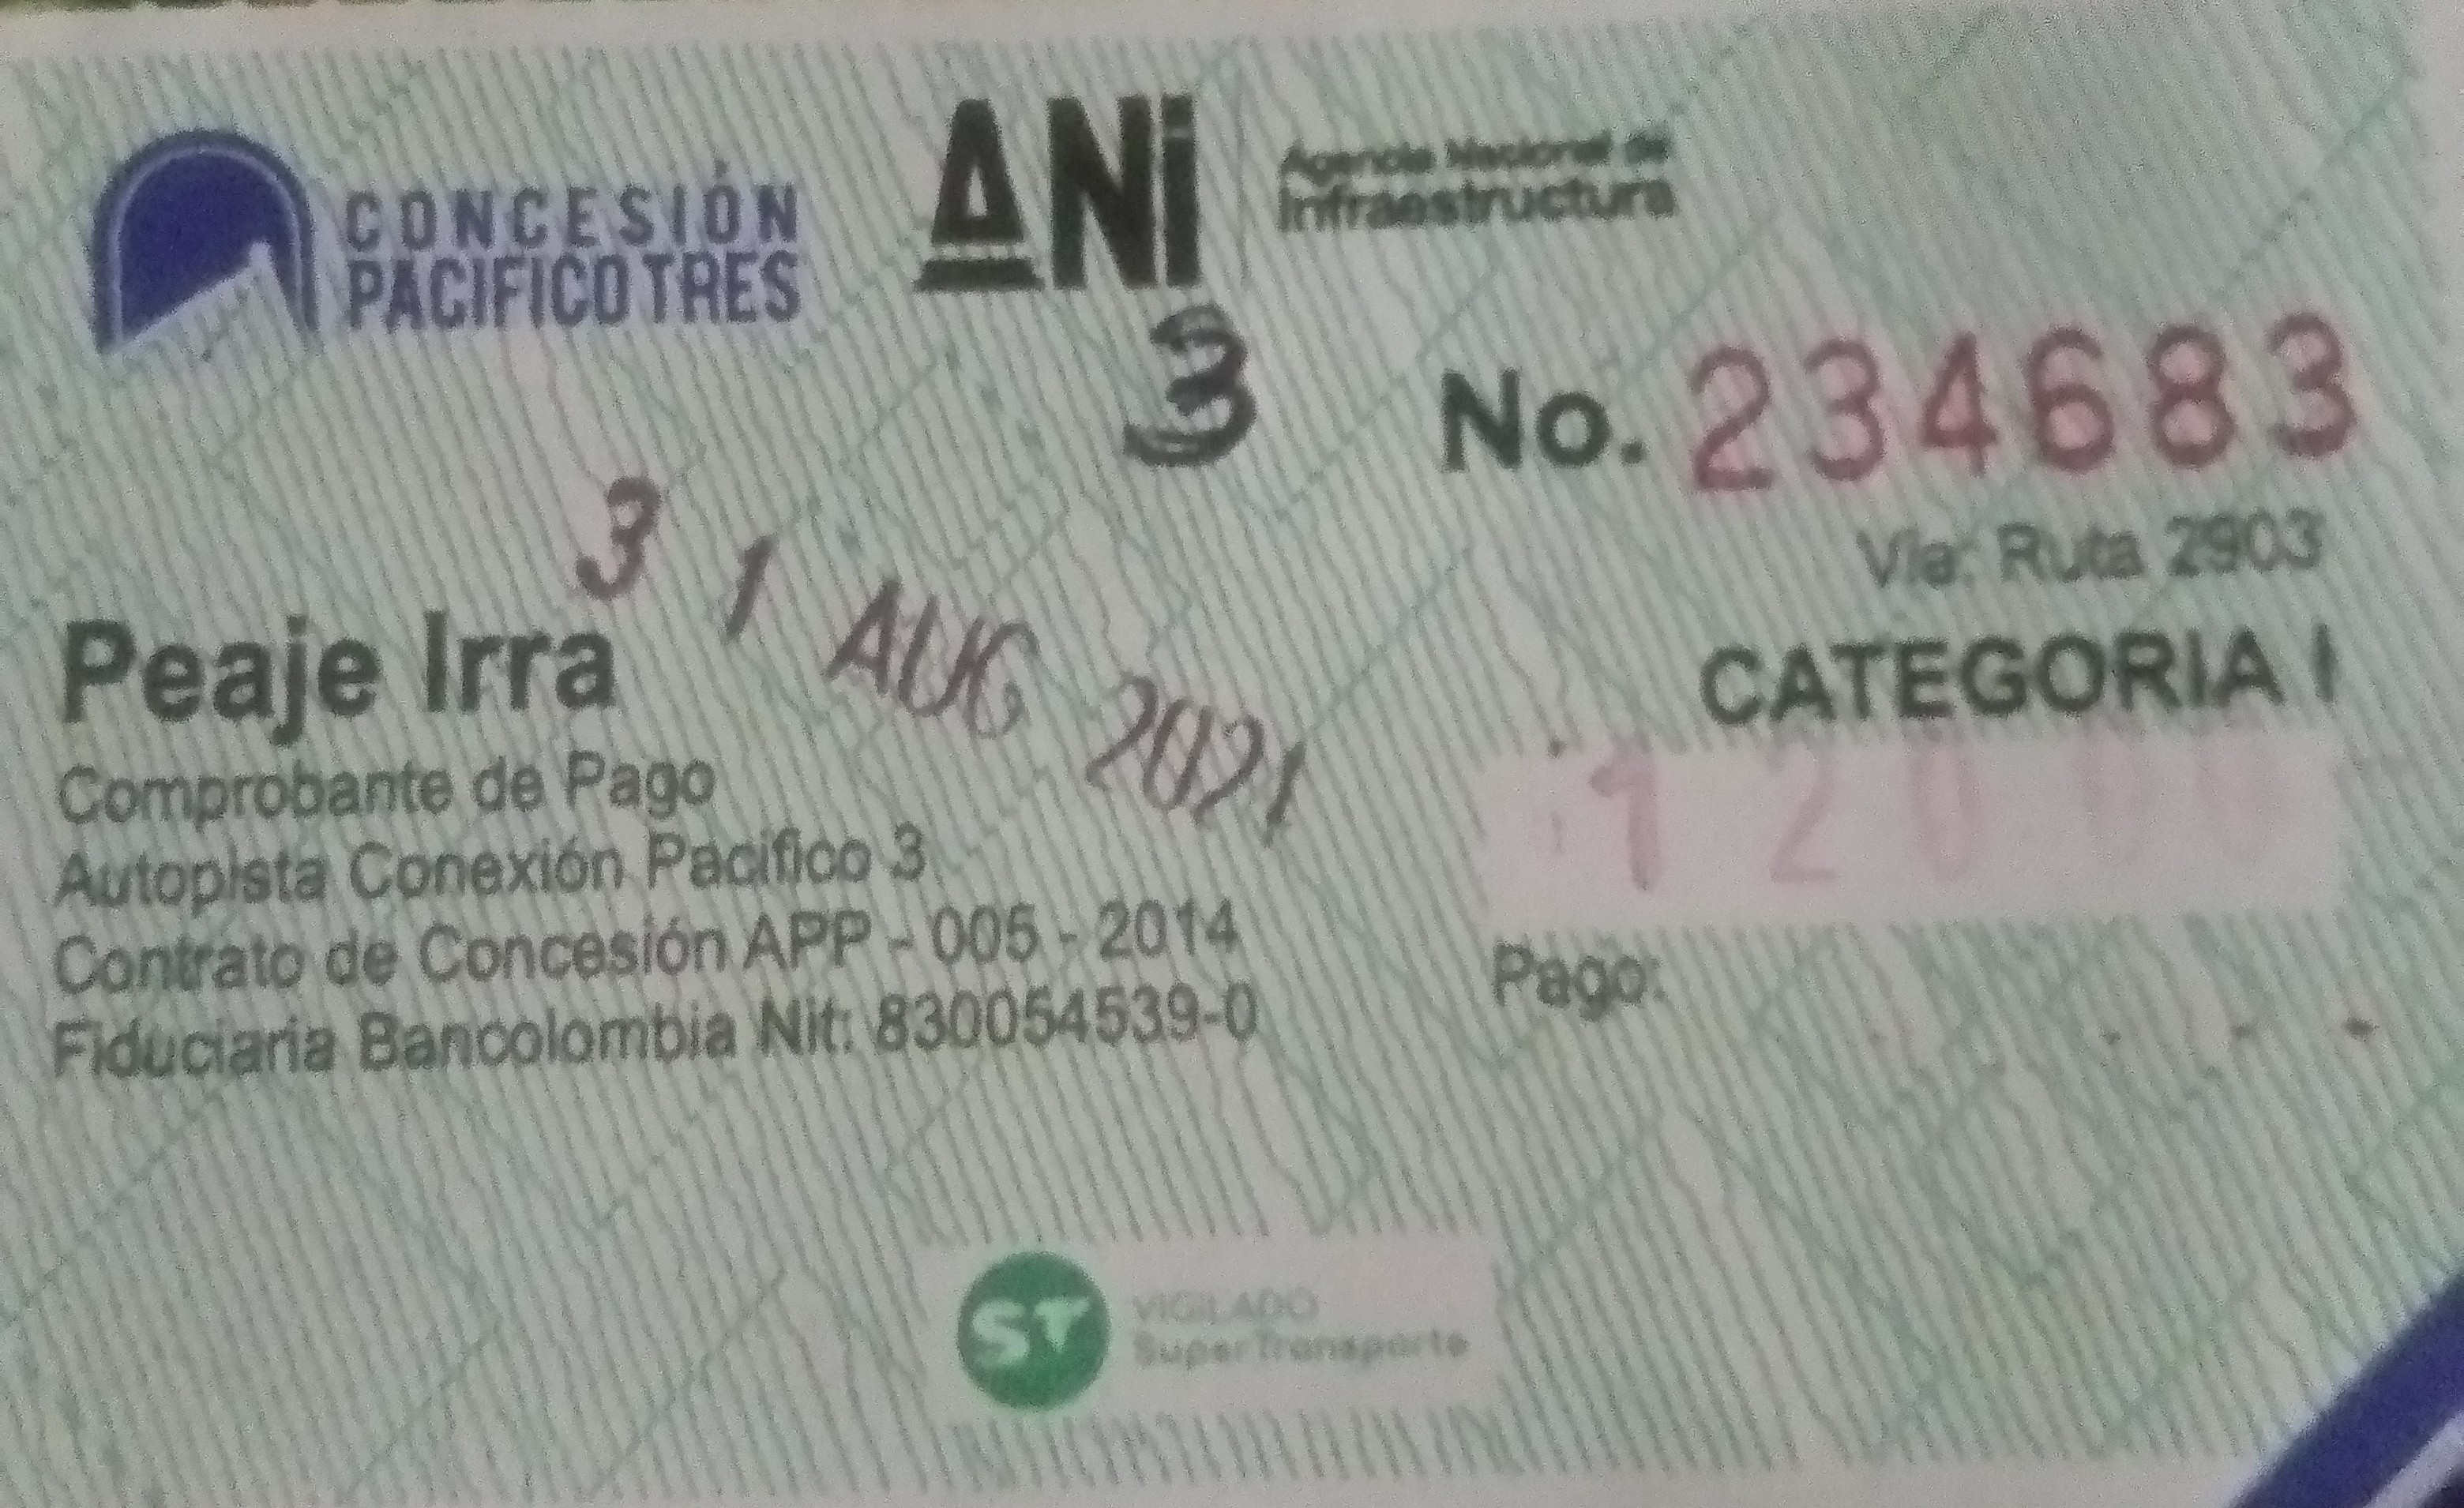 CONCESIÓN
PACIFICO TRES
ANi
Agencia Nacional de
Infraestructura
3
No. 234683
Vía: Ruta 2903
CATEGORIA I
31 AUG 2021
Peaje Irra
Comprobante de Pago
Autopista Conexión Pacifico 3
Contrato de Concesión APP - 005 - 2014
Fiduciaria Bancolombia Nit: 830054539-0
12000
Pago:
ST
VIGILADO
SuperTransporte